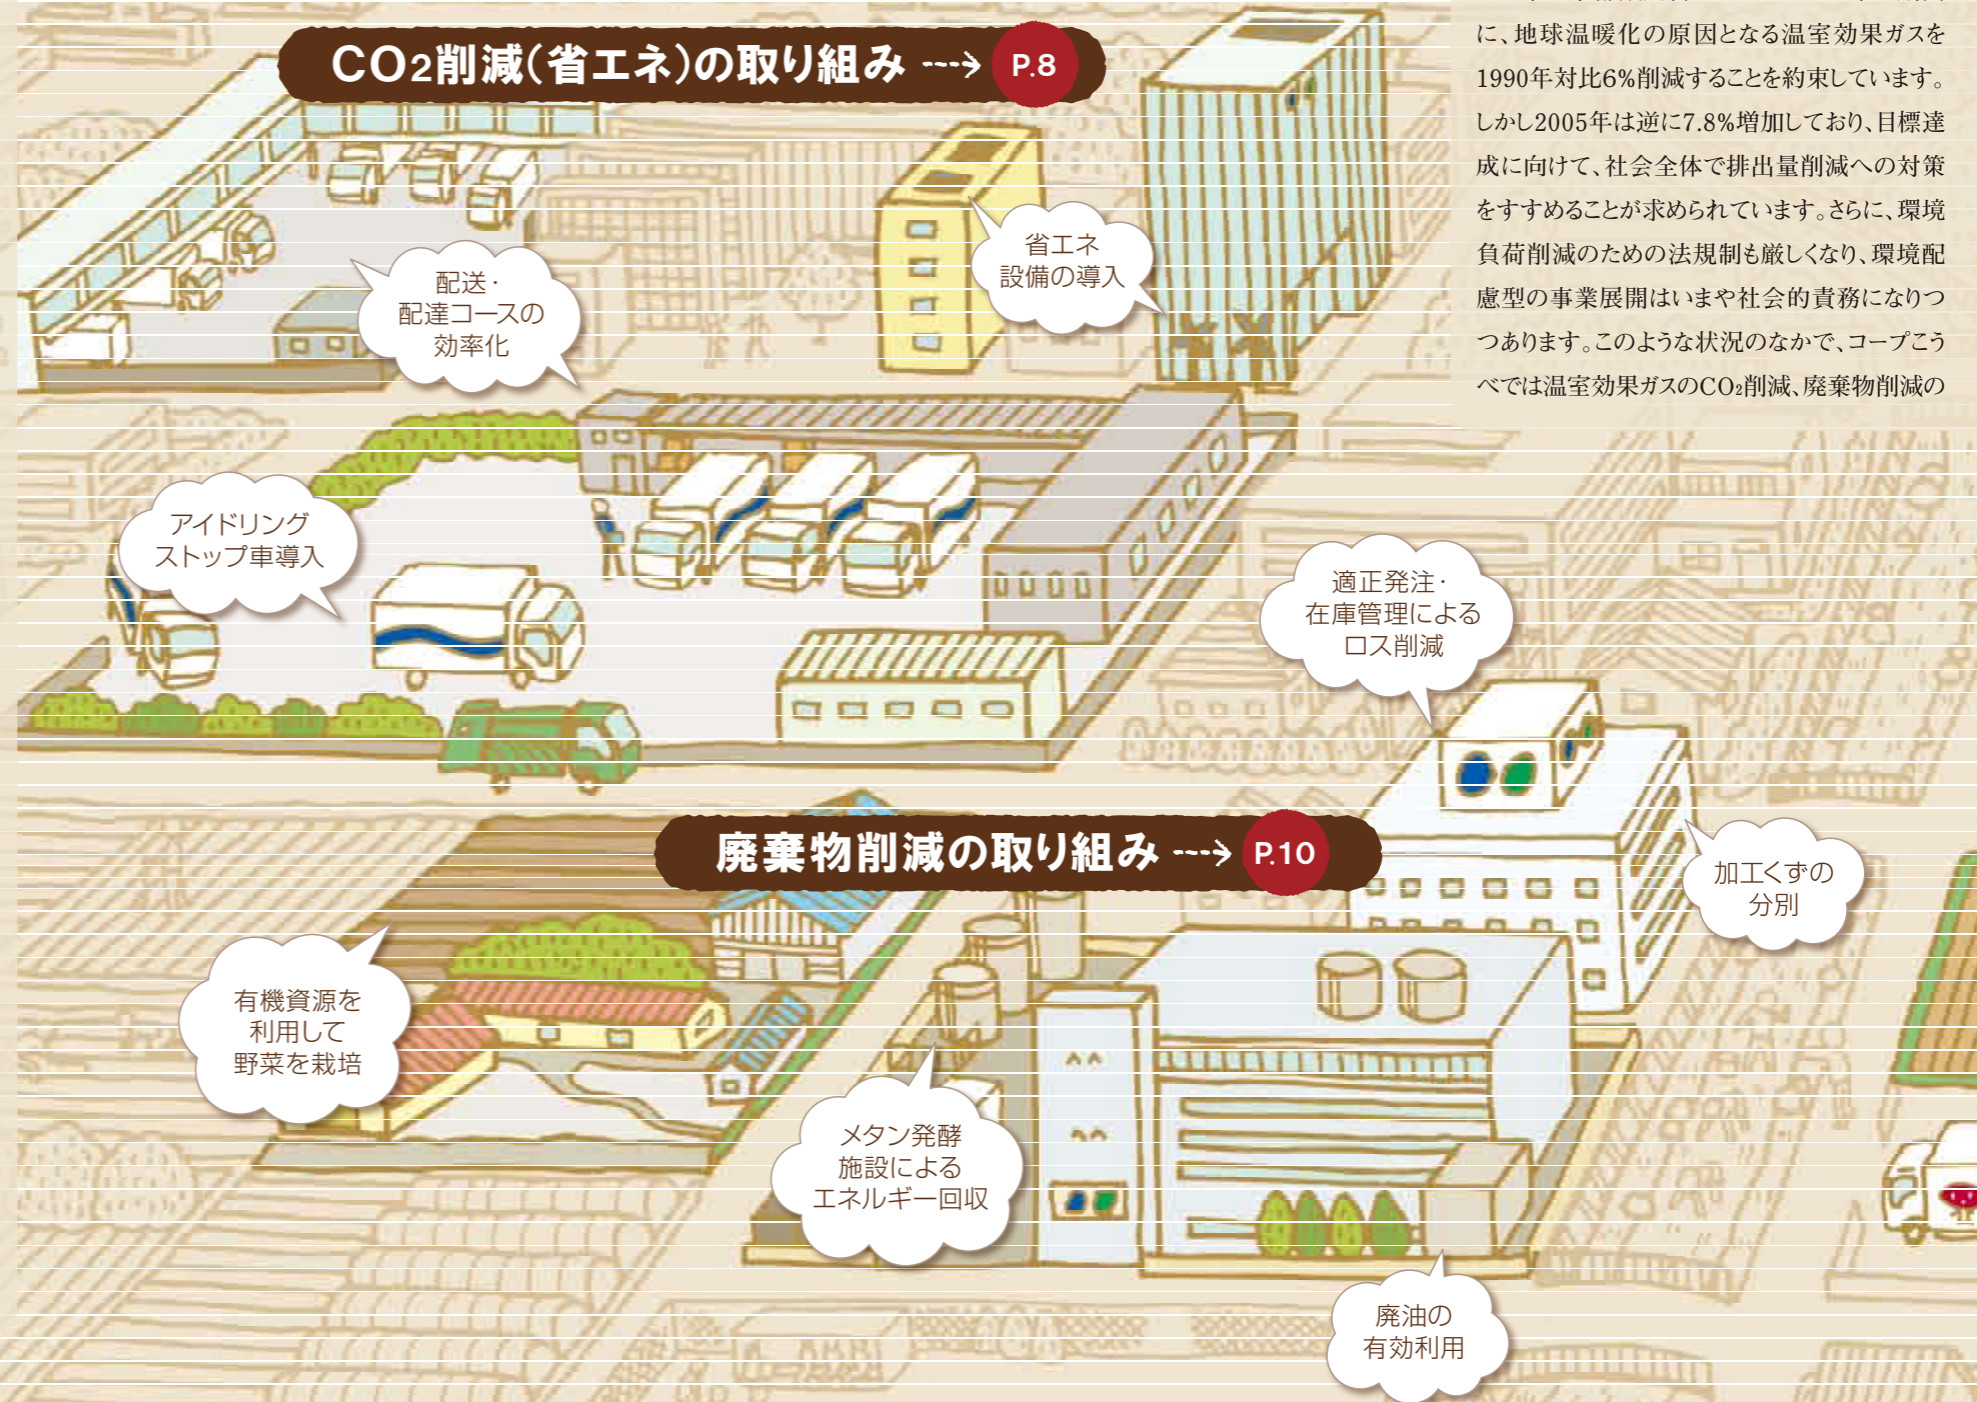 CO2削減(省エネ)の取り組み ---> P.8
に、地球温暖化の原因となる温室効果ガスを
1990年対比6%削減することを約束しています。
しかし2005年は逆に7.8%増加しており、目標達
成に向けて、社会全体で排出量削減への対策
をすすめることが求められています。さらに、環境
負荷削減のための法規制も厳しくなり、環境配
慮型の事業展開はいまや社会的責務になりつ
つあります。このような状況のなかで、コープこう
べでは温室効果ガスのCO₂削減、廃棄物削減の
省エネ
設備の導入
配送・
配達コースの
効率化
アイドリング
ストップ車導入
適正発注・
在庫管理による
ロス削減
廃棄物削減の取り組み ---> P.10
加工くずの
分別
有機資源を
利用して
野菜を栽培
メタン発酵
施設による
エネルギー回収
廃油の
有効利用